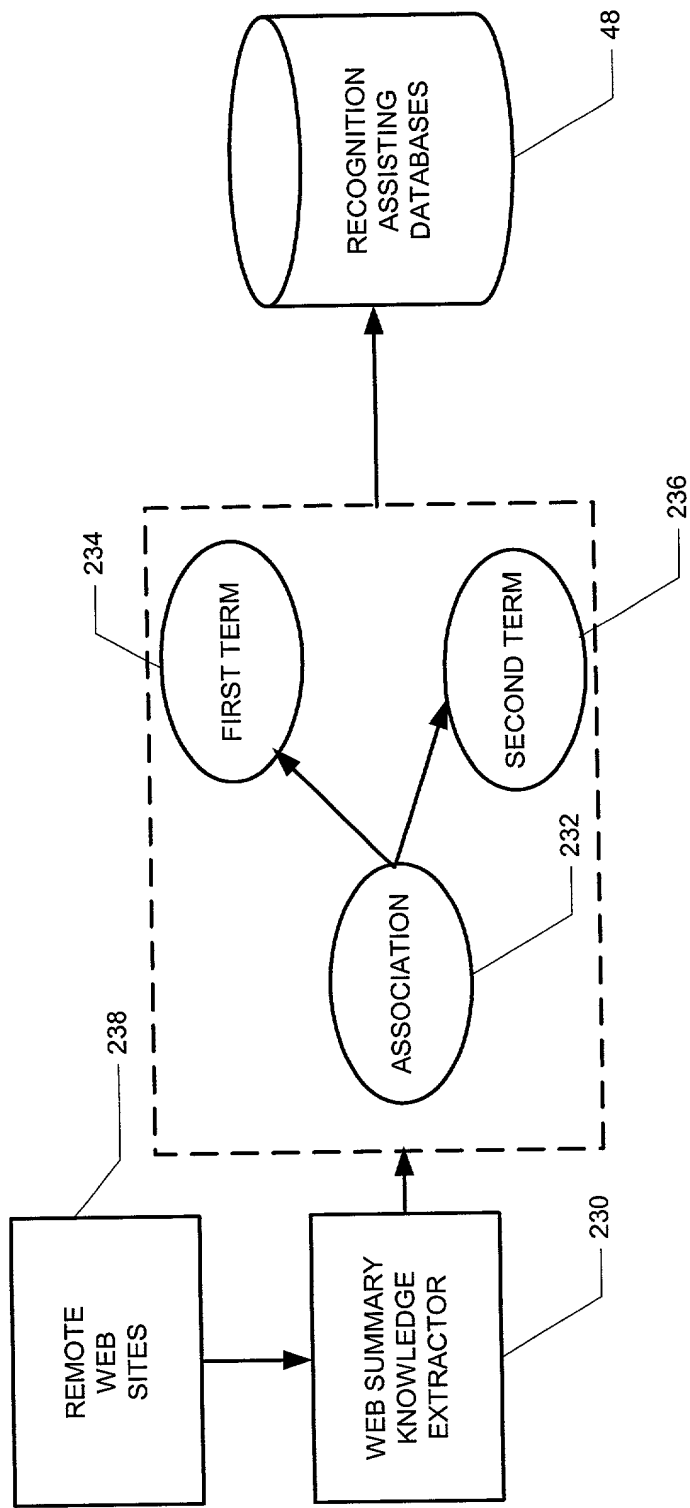 REMOTE
WEB
SITES
238
WEB SUMMARY
KNOWLEDGE
EXTRACTOR
230
ASSOCIATION
232
FIRST TERM
234
SECOND TERM
236
RECOGNITION
ASSISTING
DATABASES
48